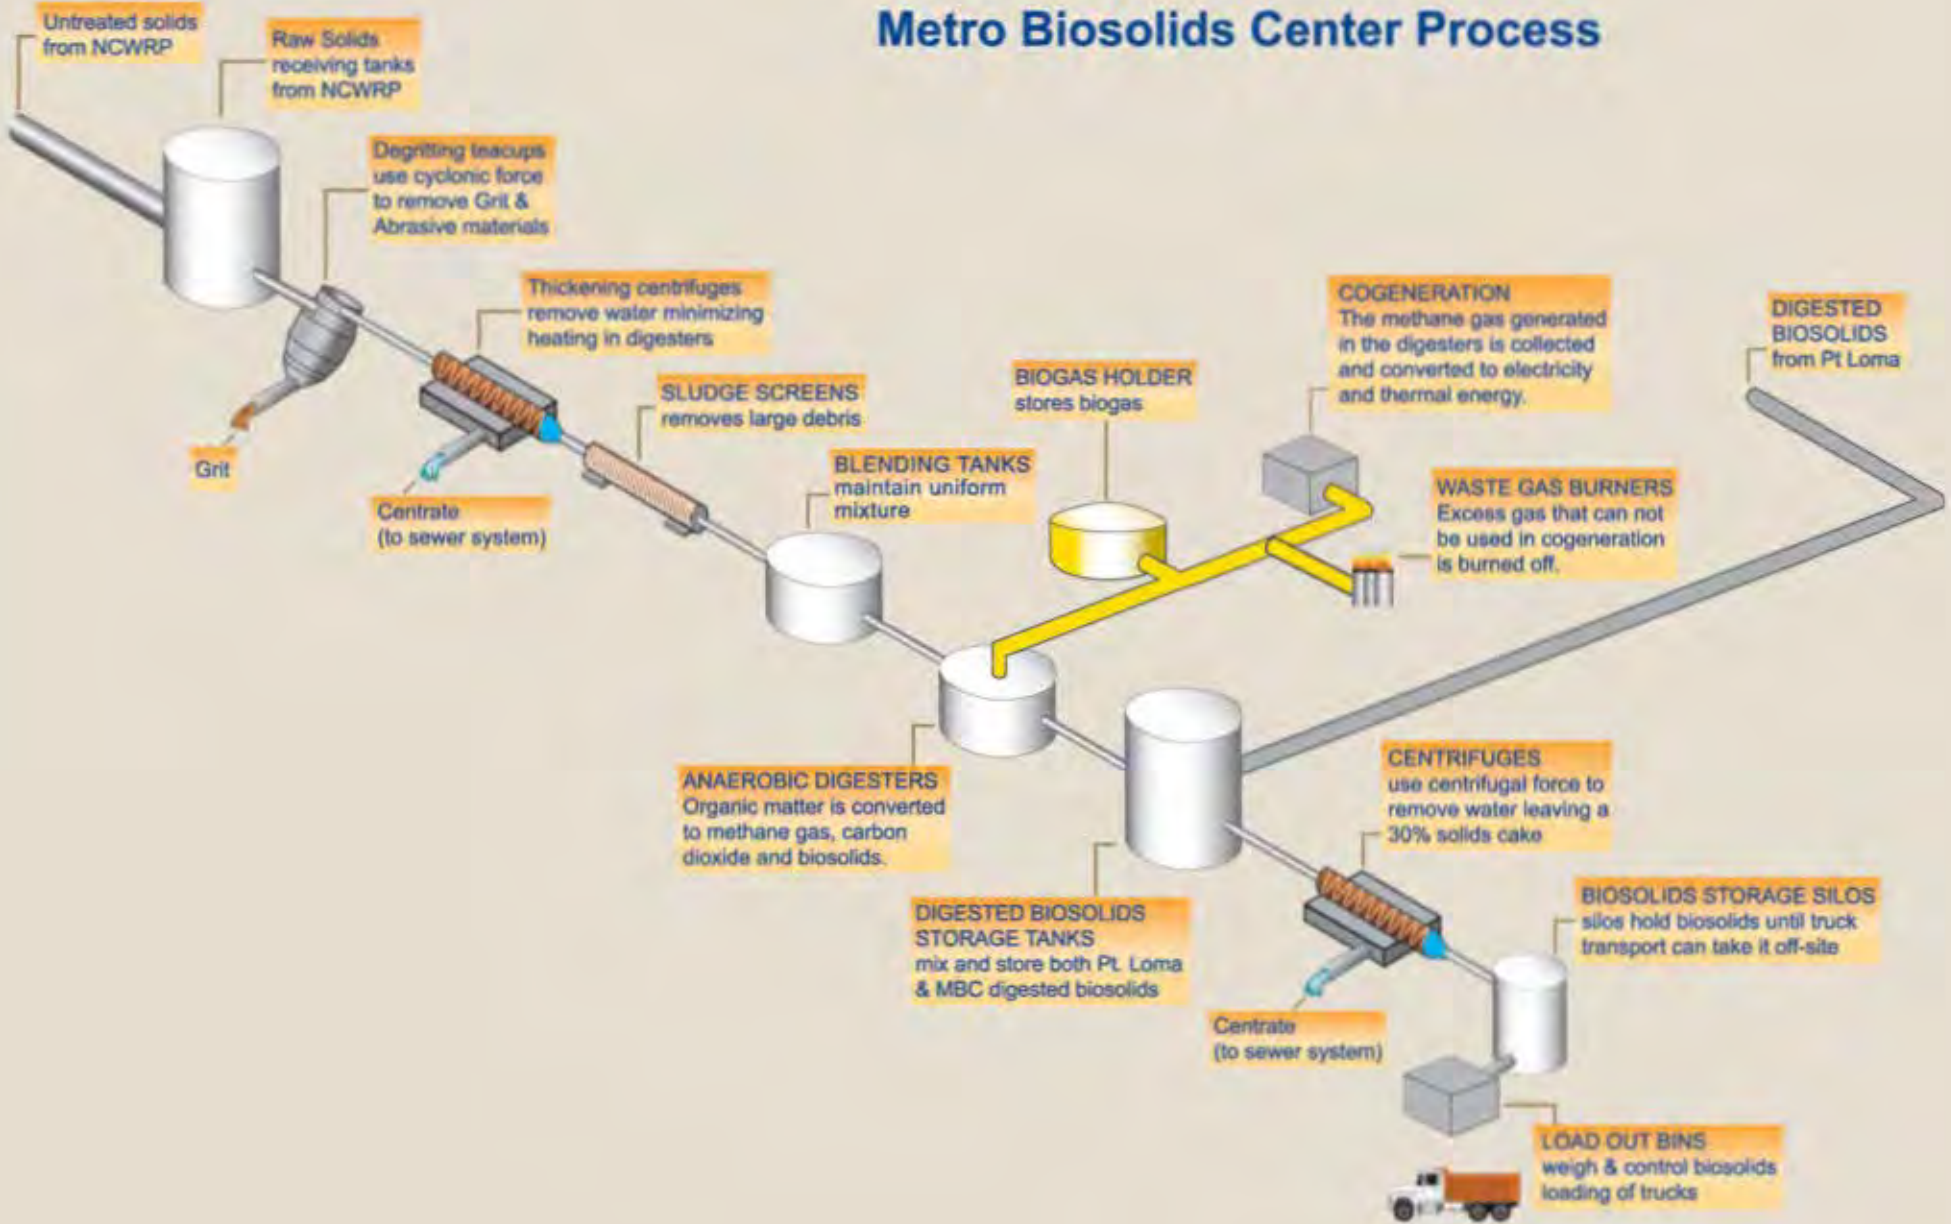 Metro Biosolids Center Process
Untreated solids
from NCWRP
Raw Solids
receiving tanks
from NCWRP
Degritting teacups
use cyclonic force
to remove Grit &
Abrasive materials
Grit
Thickening centrifuges
remove water minimizing
heating in digesters
Centrate
(to sewer system)
SLUDGE SCREENS
removes large debris
BLENDING TANKS
maintain uniform
mixture
BIOGAS HOLDER
stores biogas
COGENERATION
The methane gas generated
in the digesters is collected
and converted to electricity
and thermal energy.
WASTE GAS BURNERS
Excess gas that can not
be used in cogeneration
is burned off.
DIGESTED
BIOSOLIDS
from Pt Loma
ANAEROBIC DIGESTERS
Organic matter is converted
to methane gas, carbon
dioxide and biosolids.
DIGESTED BIOSOLIDS
STORAGE TANKS
mix and store both Pt. Loma
& MBC digested biosolids
CENTRIFUGES
use centrifugal force to
remove water leaving a
30% solids cake
Centrate
(to sewer system)
BIOSOLIDS STORAGE SILOS
silos hold biosolids until truck
transport can take it off-site
LOAD OUT BINS
weigh & control biosolids
loading of trucks